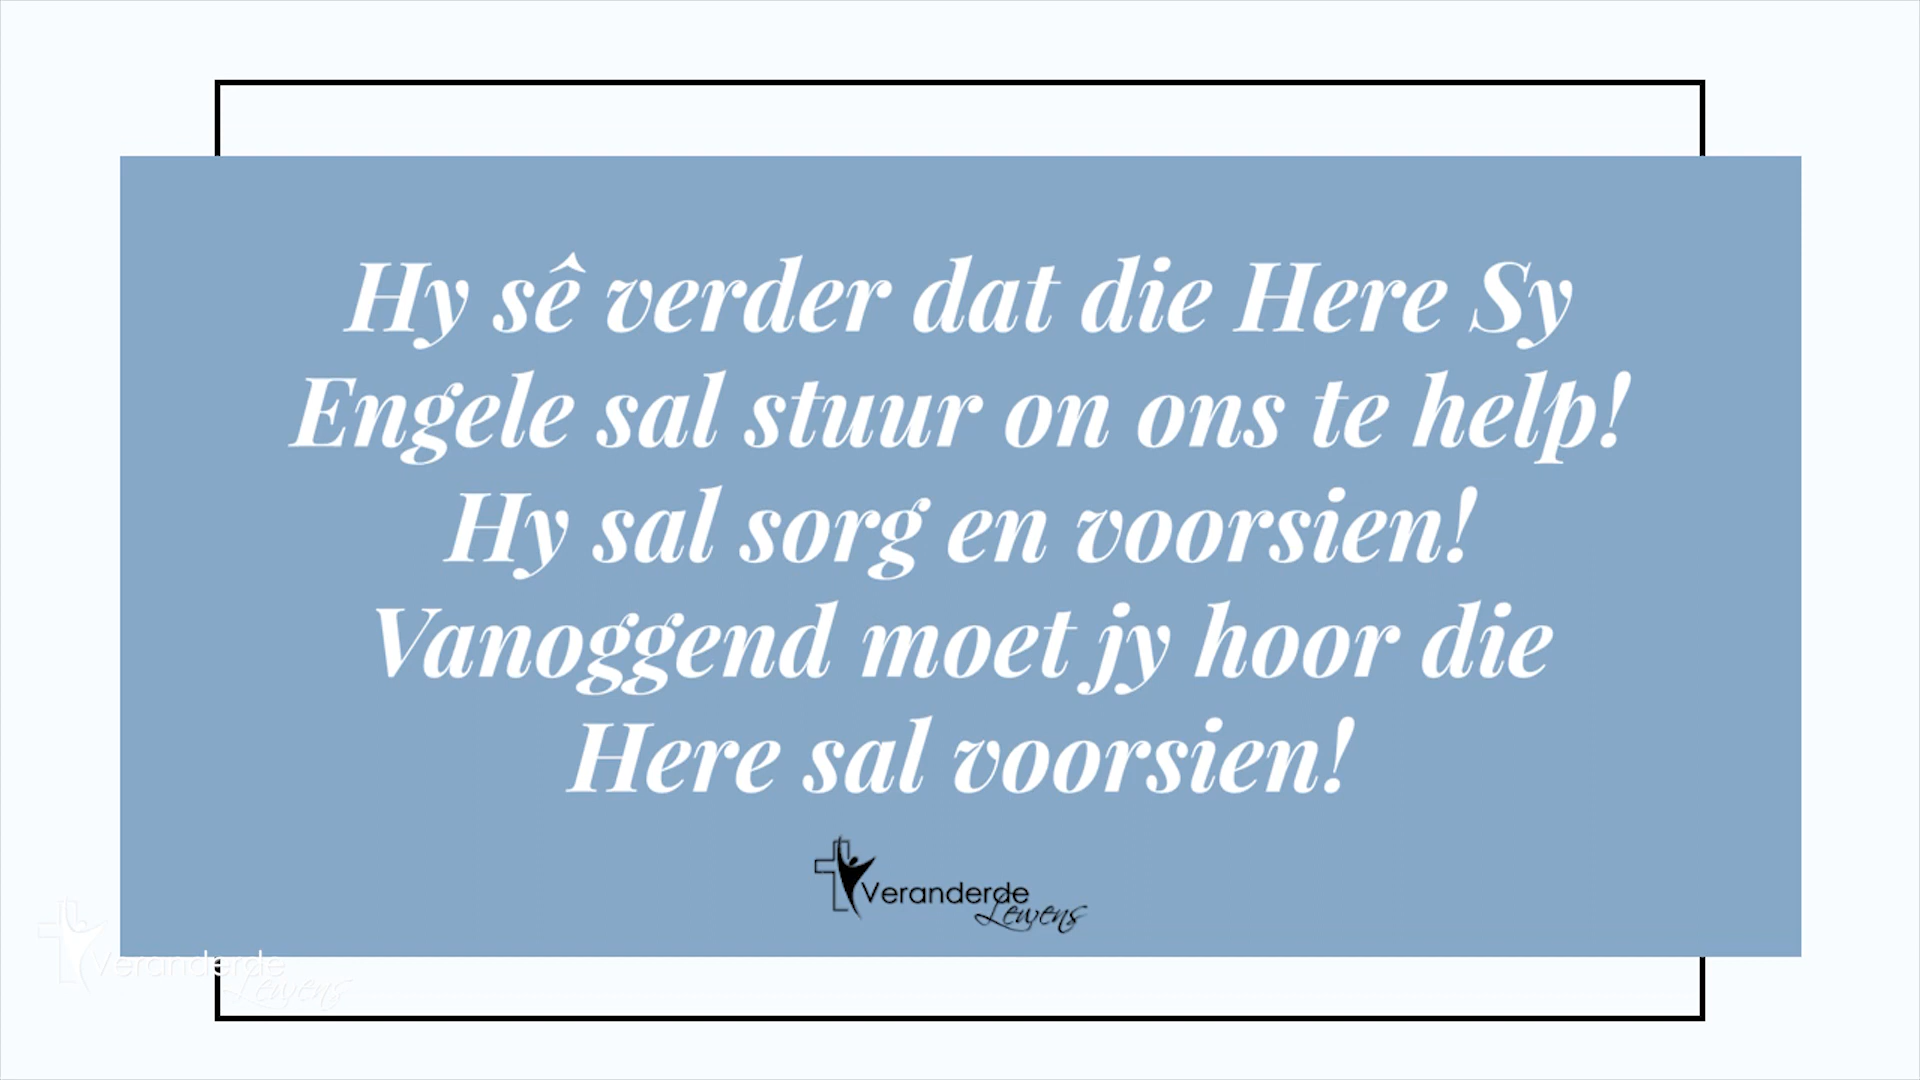 Hy sê verder dat die Here Sy
Engele sal stuur on ons te help!
Hy sal sorg en voorsien!
Vanoggend moet jy hoor die
Here sal voorsien!
Veranderde
Lewens
Veranderde
Lewens